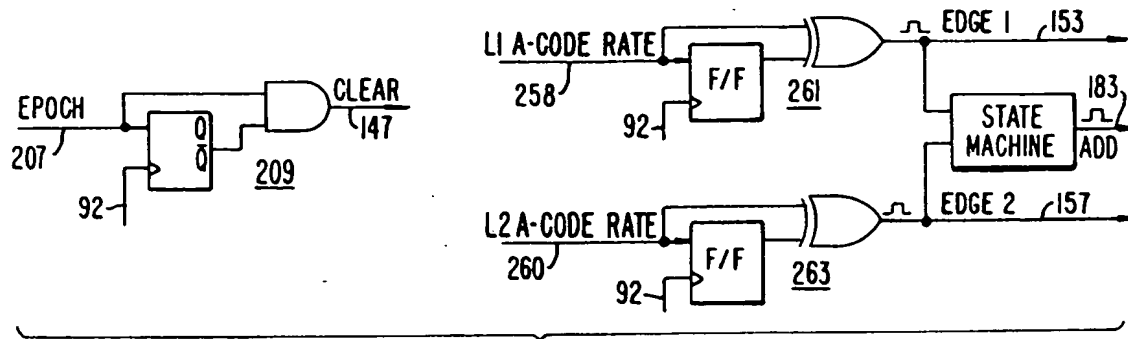 EPOCH
207
Q
Q̅
92
209
CLEAR
147
L1 A-CODE RATE
258
F/F
92
261
EDGE 1
153
STATE
MACHINE
183
ADD
L2 A-CODE RATE
260
F/F
92
263
EDGE 2
157